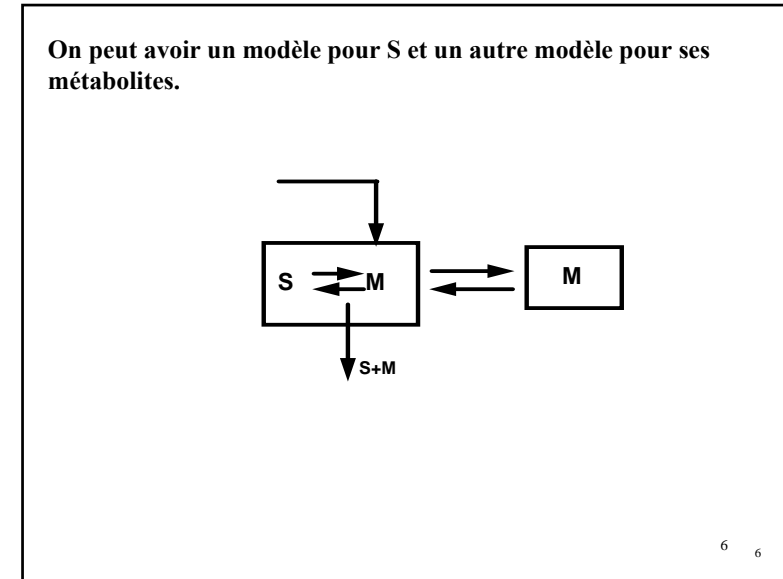 On peut avoir un modèle pour S et un autre modèle pour ses
métabolites.
S M
M
S+M
6 6